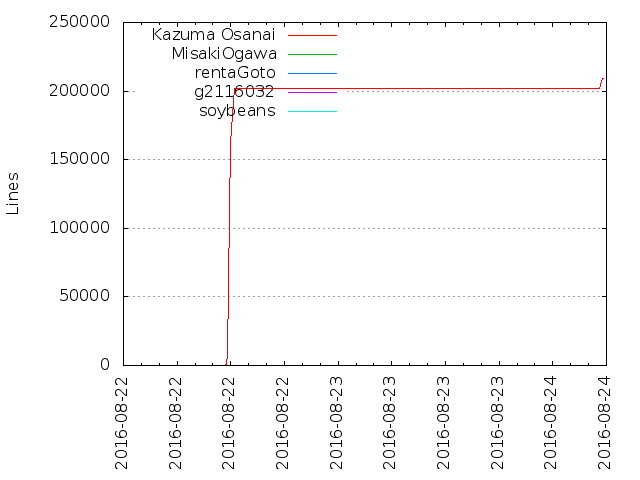 250000
200000
150000
100000
50000
0
Lines
Kazuma Osanai
MisakiOgawa
rentaGoto
g2116032
soybeans
2016-08-22
2016-08-22
2016-08-22
2016-08-22
2016-08-23
2016-08-23
2016-08-23
2016-08-23
2016-08-24
2016-08-24